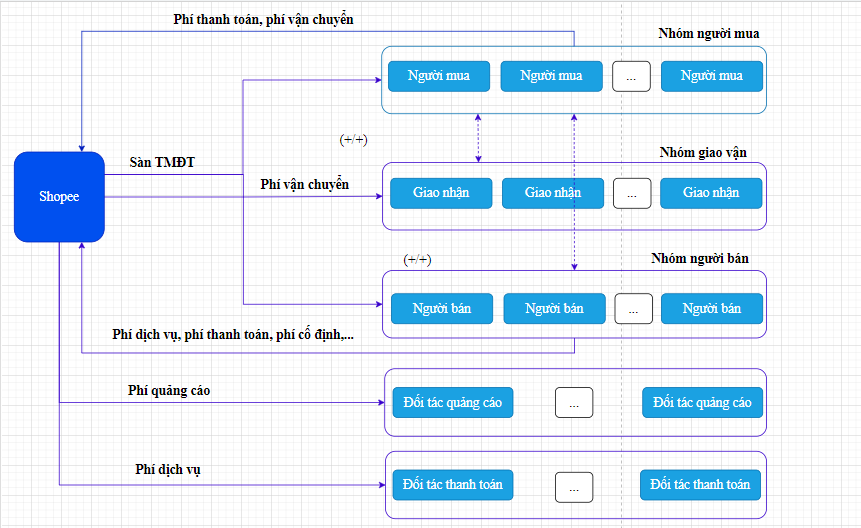 Phí thanh toán, phí vận chuyển
Nhóm người mua
Người mua
Người mua
...
Người mua
(+/+)
Sàn TMĐT
Nhóm giao vận
Shopee
Phí vận chuyển
Giao nhận
Giao nhận
...
Giao nhận
(+/+)
Nhóm người bán
Người bán
Người bán
...
Người bán
Phí dịch vụ, phí thanh toán, phí cố định,...
Phí quảng cáo
Đối tác quảng cáo
...
Đối tác quảng cáo
Phí dịch vụ
Đối tác thanh toán
...
Đối tác thanh toán